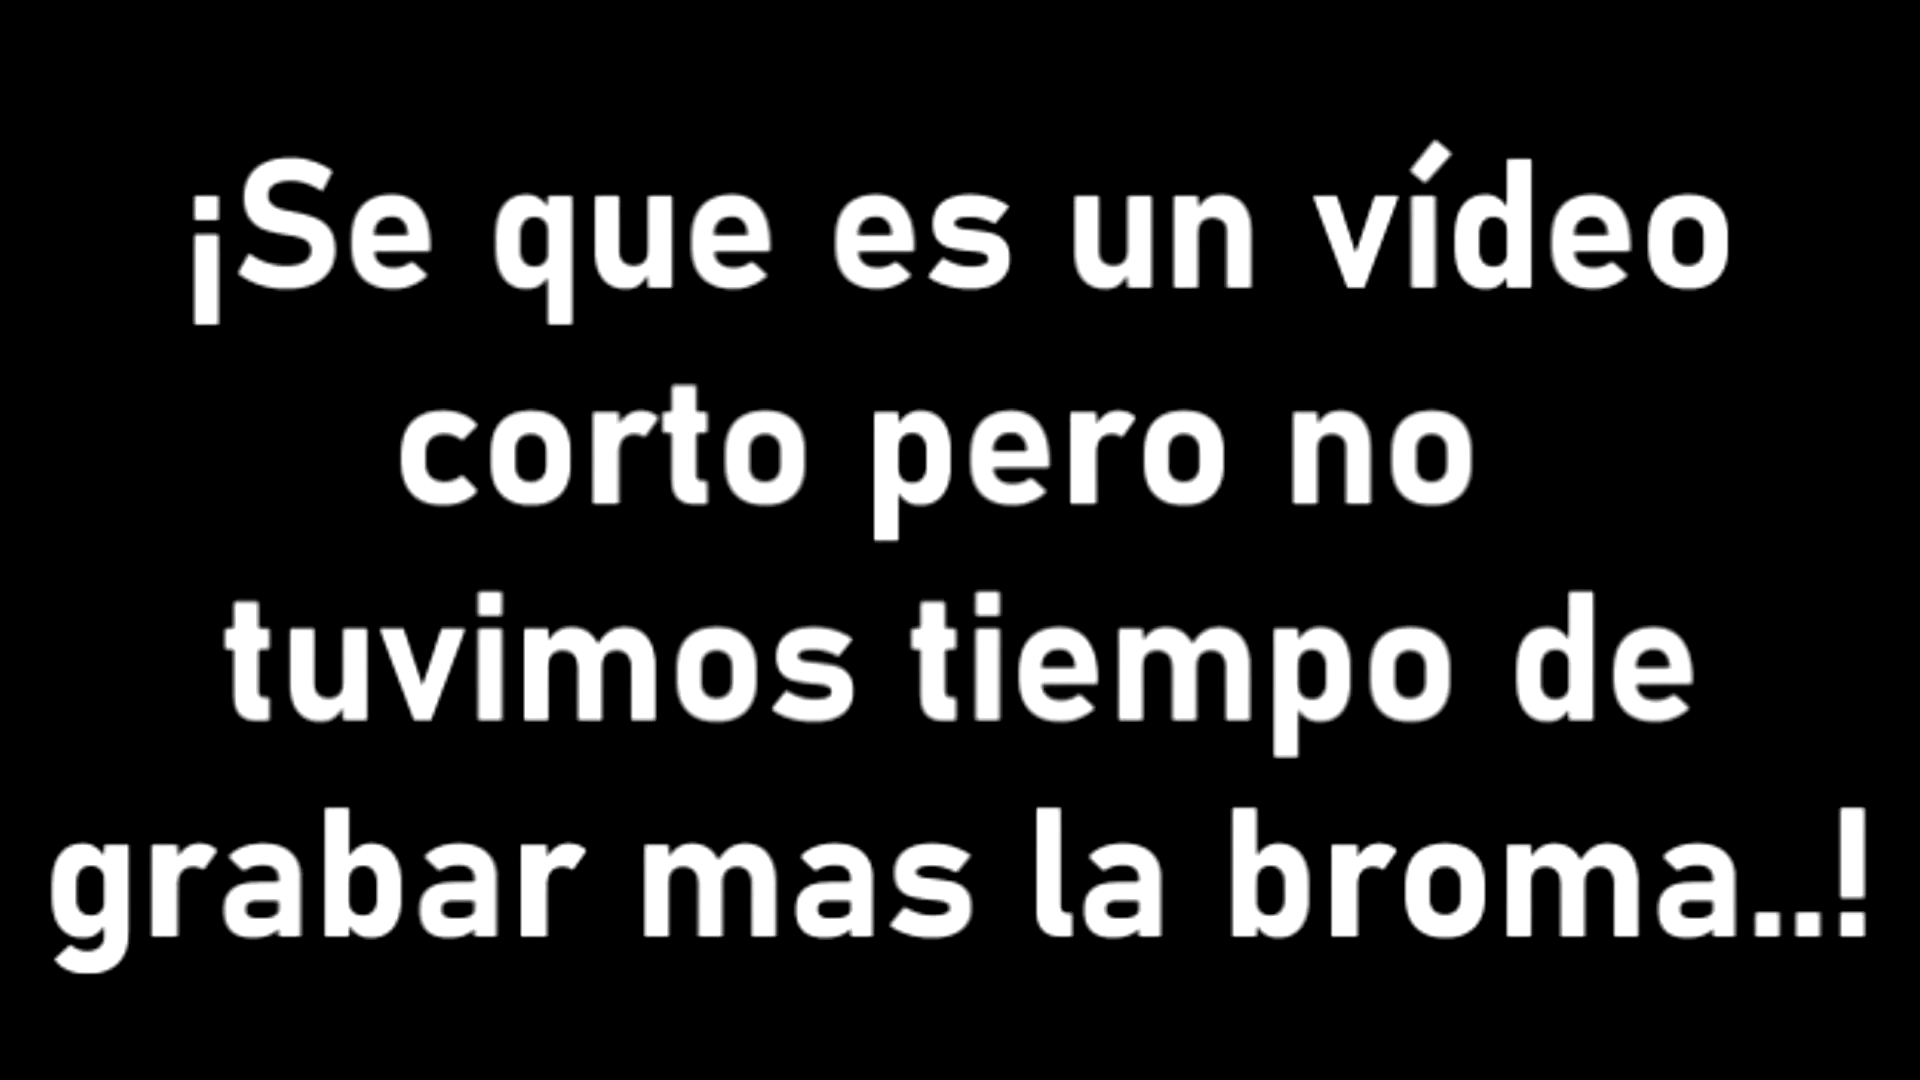 ¡Se que es un vídeo
corto pero no
tuvimos tiempo de
grabar mas la broma..!